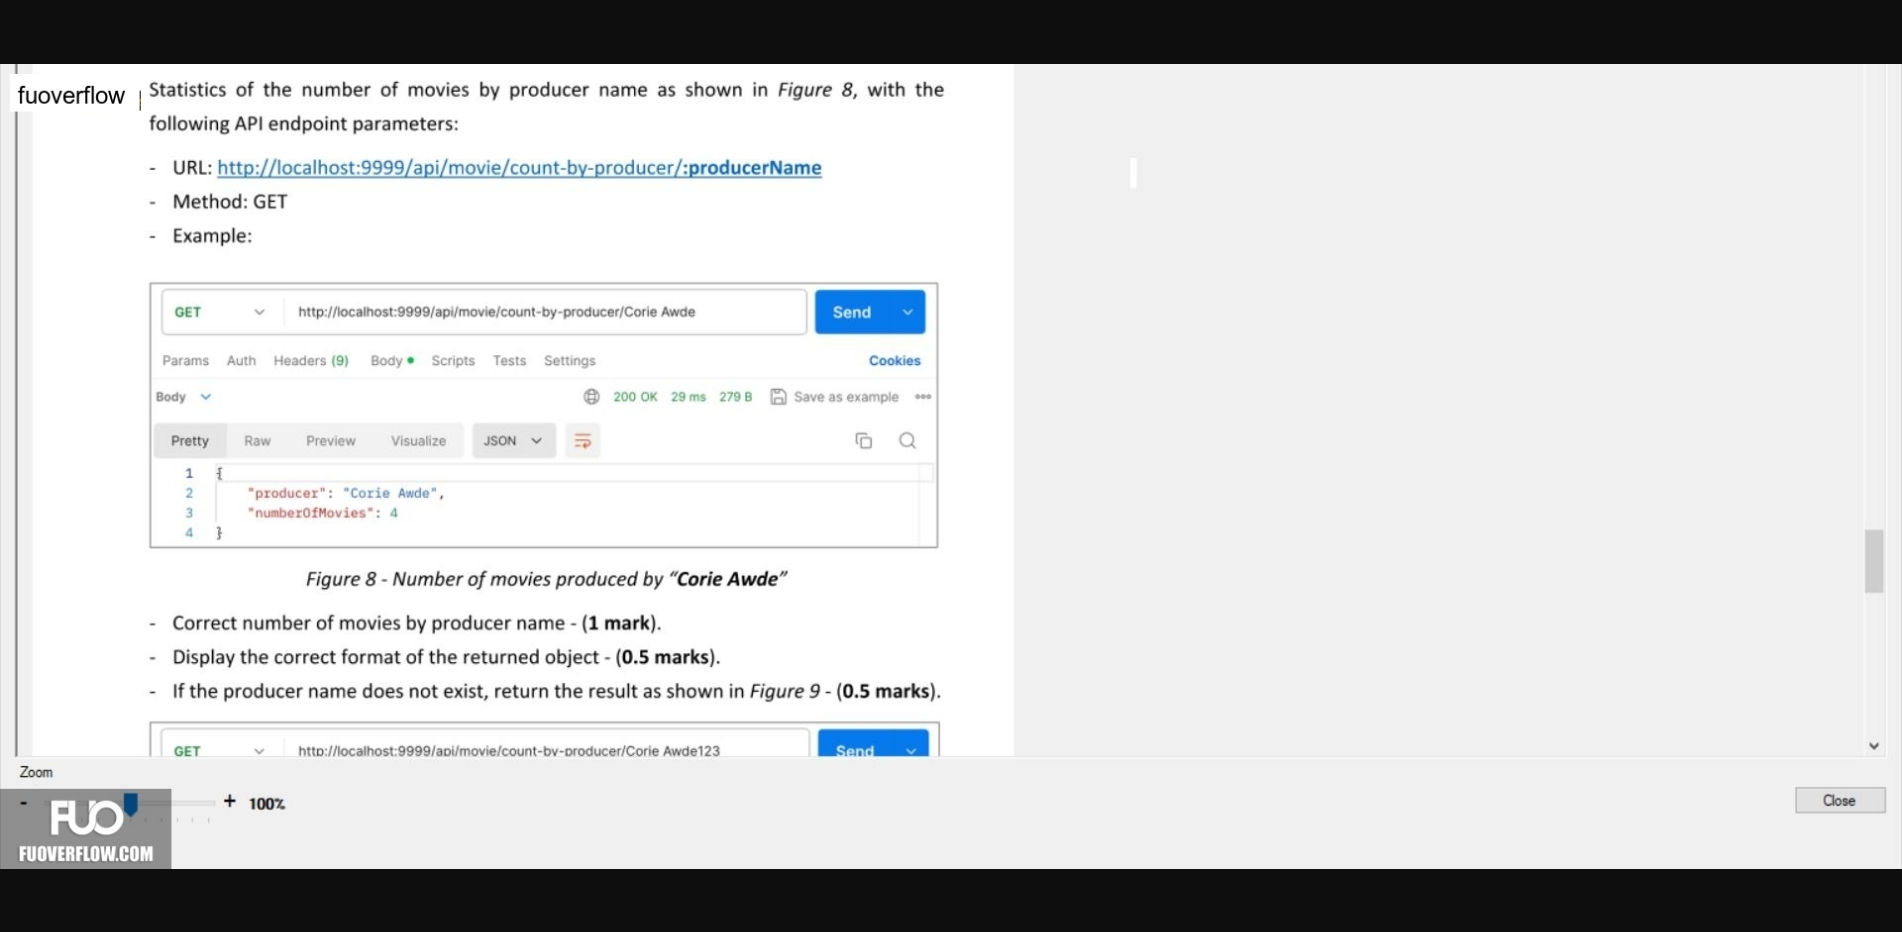 fuoverflow
Statistics of the number of movies by producer name as shown in Figure 8, with the
following API endpoint parameters:
- URL: http://localhost:9999/api/movie/count-by-producer/:producerName
- Method: GET
- Example:
GET http://localhost:9999/api/movie/count-by-producer/Corie Awde Send
Params Auth Headers (9) Body Scripts Tests Settings Cookies
Body 200 OK 29 ms 279 B Save as example
Pretty Raw Preview Visualize JSON
1 {
2 "producer": "Corie Awde",
3 "numberOfMovies": 4
4 }
Figure 8 - Number of movies produced by “Corie Awde”
- Correct number of movies by producer name - (1 mark).
- Display the correct format of the returned object - (0.5 marks).
- If the producer name does not exist, return the result as shown in Figure 9 - (0.5 marks).
GET http://localhost:9999/api/movie/count-by-producer/Corie Awde123 Send
Zoom
- + 100%
Close
FUO
FUOVERFLOW.COM